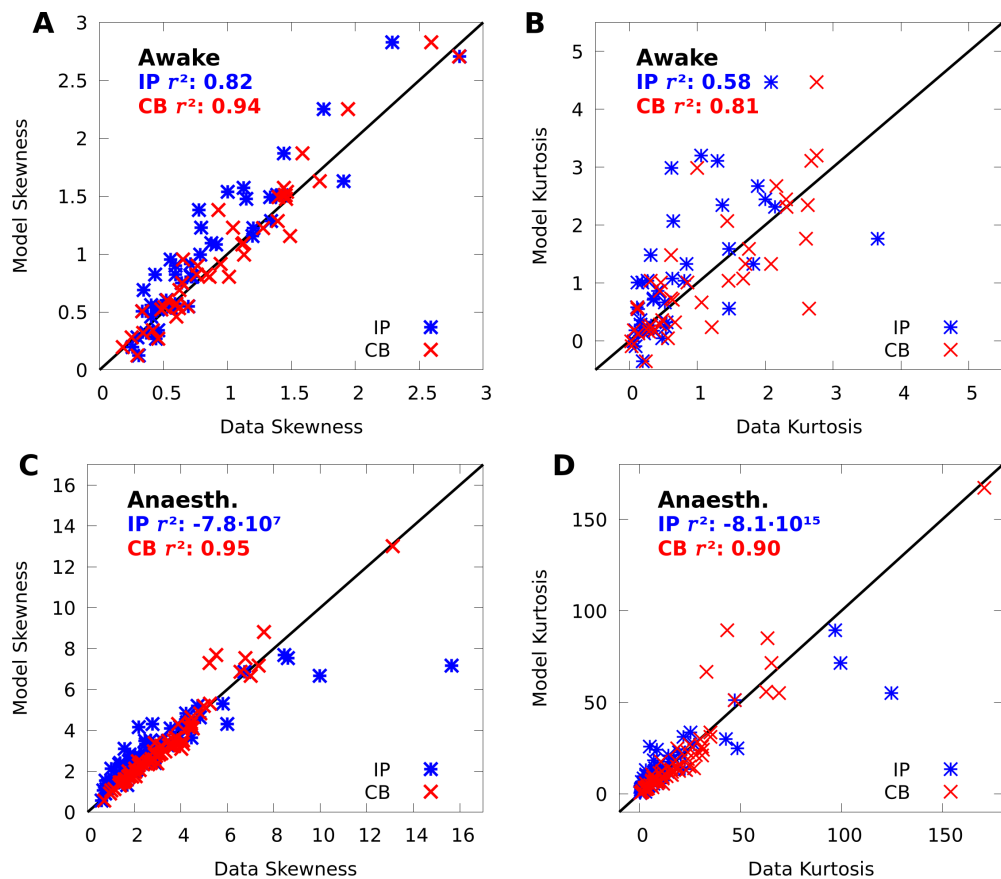 A
Awake
IP r²: 0.82
CB r²: 0.94
Model Skewness
3
2.5
2
1.5
1
0.5
0
IP
CB
0 0.5 1 1.5 2 2.5 3
Data Skewness
B
Awake
IP r²: 0.58
CB r²: 0.81
Model Kurtosis
5
4
3
2
1
0
IP
CB
0 1 2 3 4 5
Data Kurtosis
C
Anaesth.
IP r²: -7.8·10⁷
CB r²: 0.95
Model Skewness
16
14
12
10
8
6
4
2
0
IP
CB
0 2 4 6 8 10 12 14 16
Data Skewness
D
Anaesth.
IP r²: -8.1·10¹⁵
CB r²: 0.90
Model Kurtosis
150
100
50
0
IP
CB
0 50 100 150
Data Kurtosis